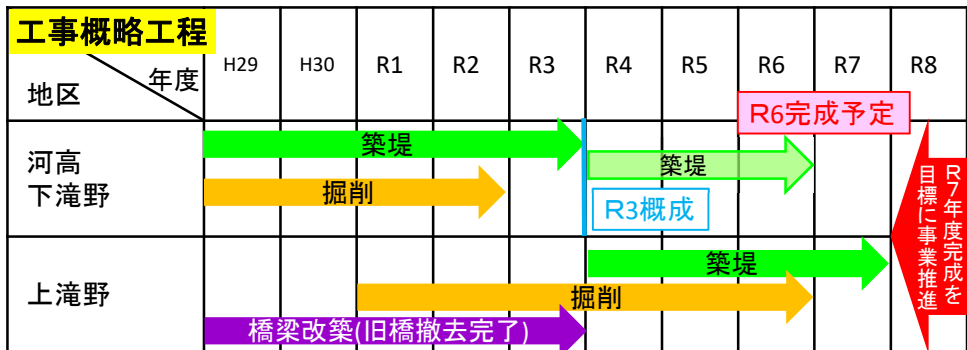 工事概略工程
年度
地区
H29 H30 R1 R2 R3 R4 R5 R6 R7 R8
R6完成予定
河高
下滝野
築堤
築堤
掘削
R3概成
R7年度完成を
目標に事業推進
上滝野
築堤
掘削
橋梁改築(旧橋撤去完了)